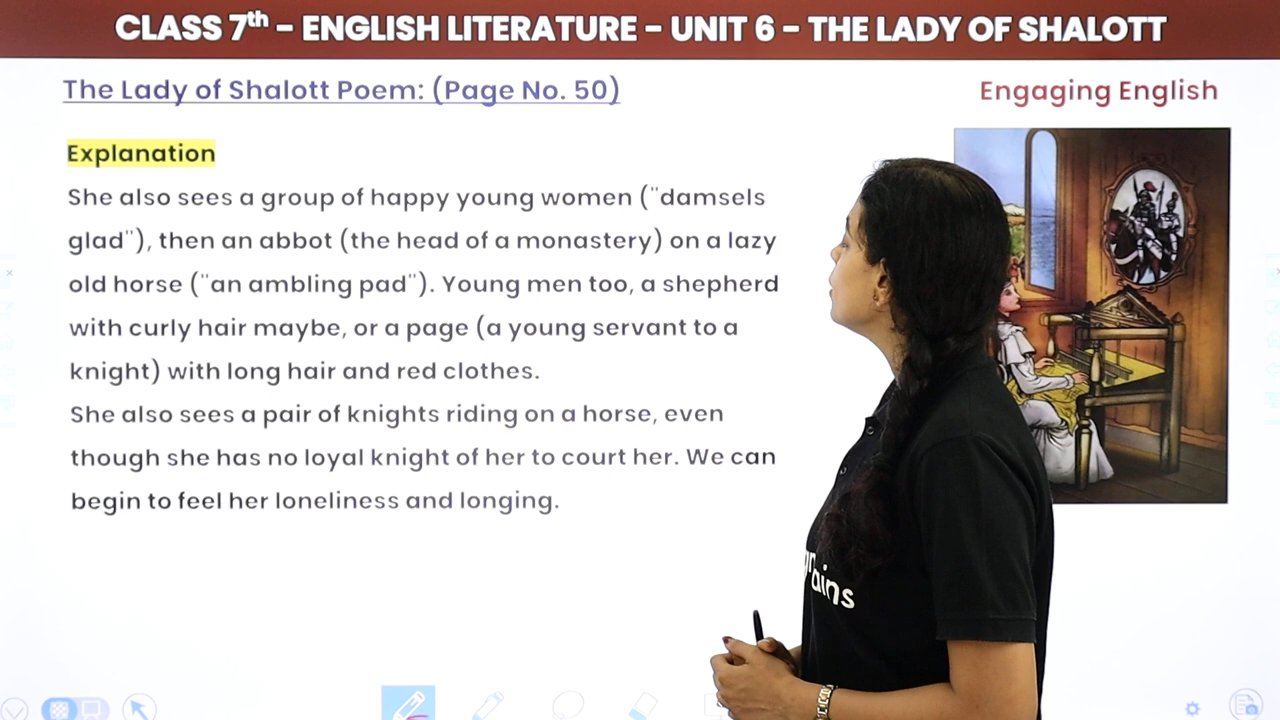 CLASS 7th - ENGLISH LITERATURE - UNIT 6 - THE LADY OF SHALOTT
The Lady of Shalott Poem: (Page No. 50)
Engaging English
Explanation
She also sees a group of happy young women ("damsels
glad"), then an abbot (the head of a monastery) on a lazy
old horse ("an ambling pad"). Young men too, a shepherd
with curly hair maybe, or a page (a young servant to a
knight) with long hair and red clothes.
She also sees a pair of knights riding on a horse, even
though she has no loyal knight of her to court her. We can
begin to feel her loneliness and longing.